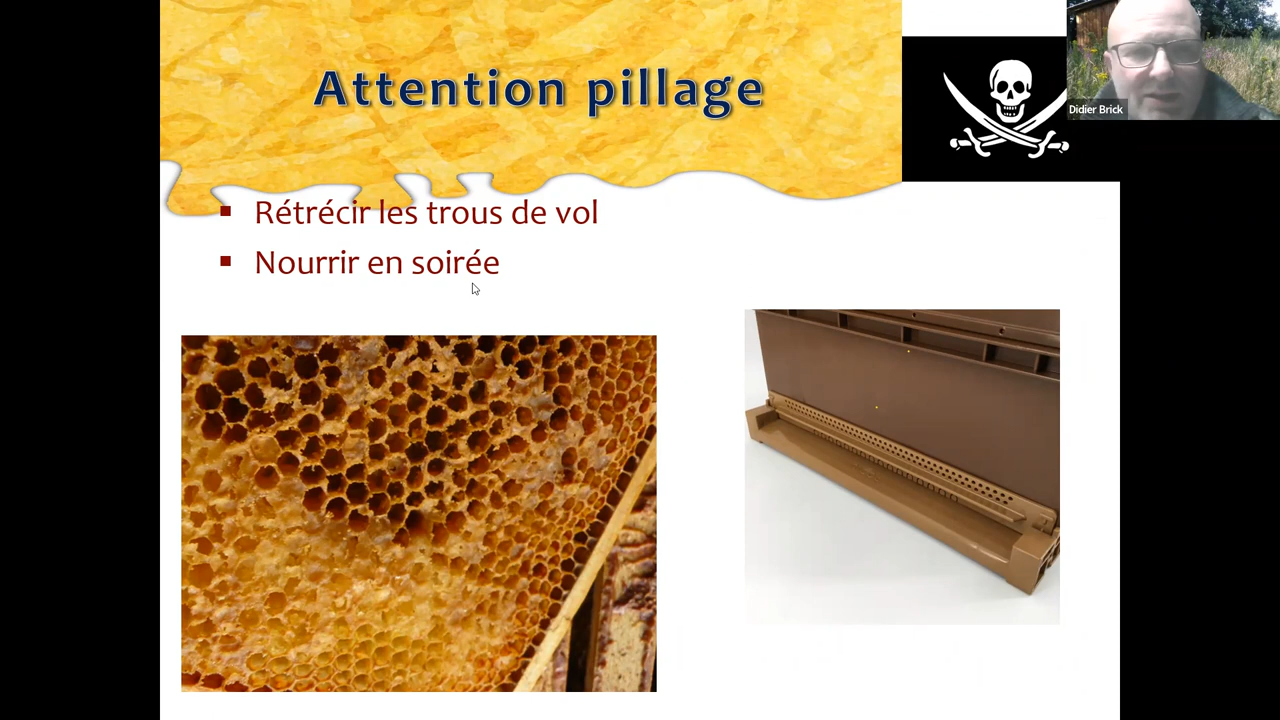 Attention pillage
Didier Brick
▪ Rétrécir les trous de vol
▪ Nourrir en soirée